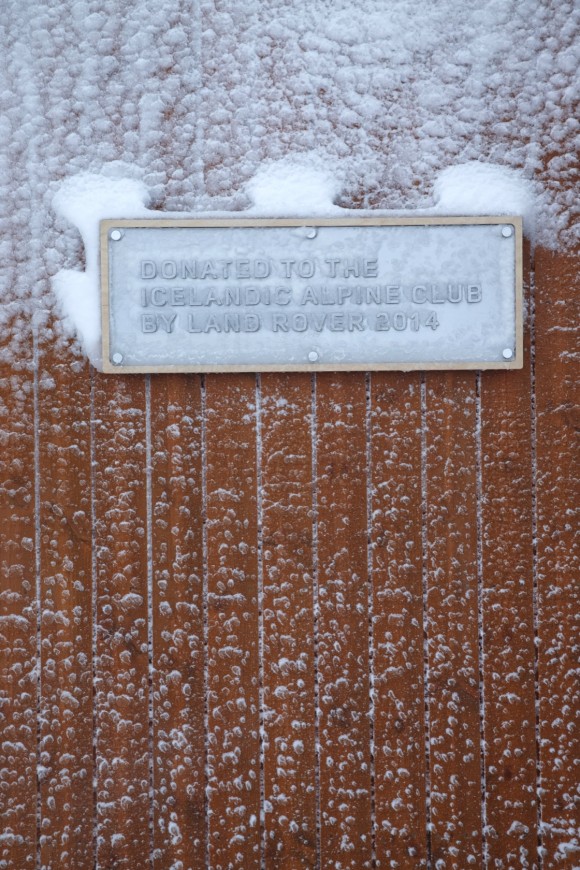 DONATED TO THE
ICELANDIC ALPINE CLUB
BY LAND ROVER 2014